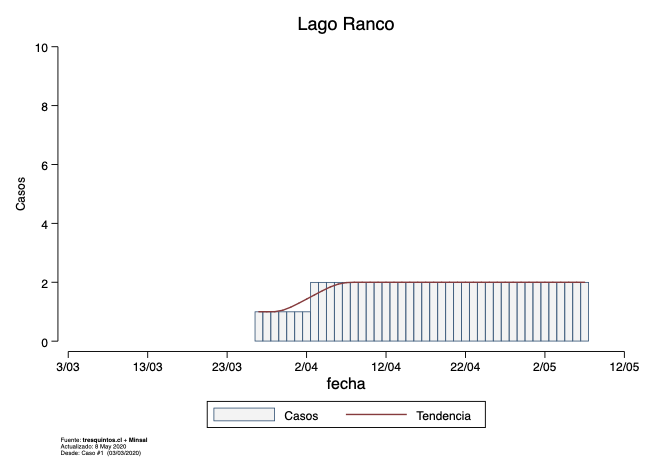 Lago Ranco
Casos
10
8
6
4
2
0
3/03 13/03 23/03 2/04 12/04 22/04 2/05 12/05
fecha
Casos Tendencia
Fuente: tresquintos.cl + Minsal
Actualizado: 8 May 2020
Desde: Caso #1 (03/03/2020)